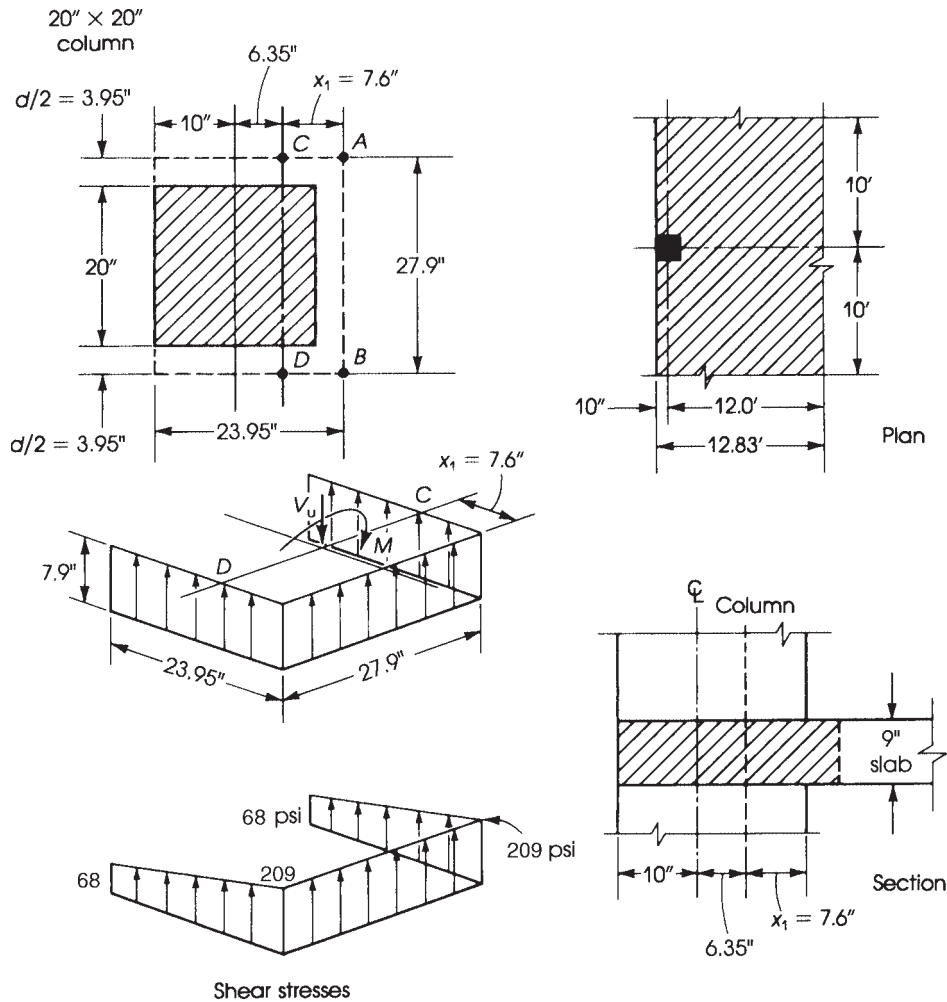 20" × 20"
column
6.35"
x₁ = 7.6"
d/2 = 3.95"
10"
C
A
20"
27.9"
D
B
d/2 = 3.95"
23.95"
10'
10'
10"
12.0'
12.83'
Plan
x₁ = 7.6"
Vᵤ
C
M
D
7.9"
23.95"
27.9"
℄
Column
9"
slab
10"
x₁ = 7.6"
6.35"
Section
68 psi
209 psi
68
209
Shear stresses